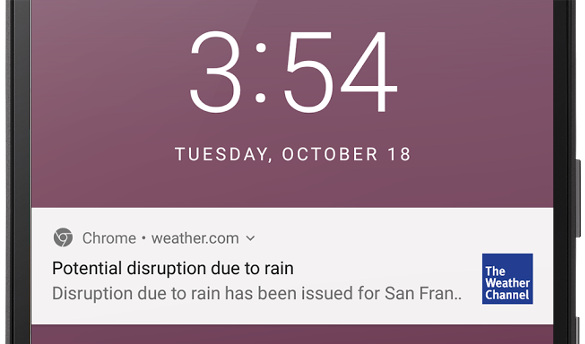 3:54
TUESDAY, OCTOBER 18
Chrome • weather.com
Potential disruption due to rain
Disruption due to rain has been issued for San Fran..
The
Weather
Channel